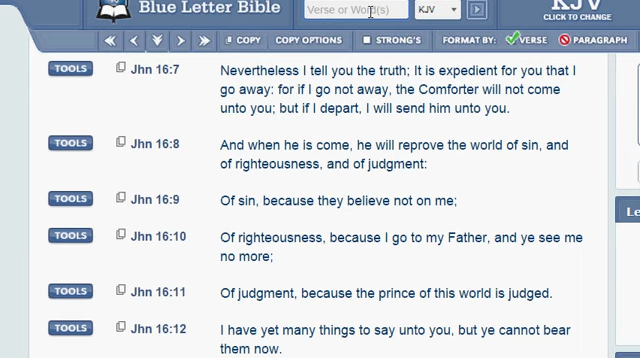 Blue Letter Bible
Verse or Word(s)
KJV
KJV
CLICK TO CHANGE
COPY
COPY OPTIONS
STRONG'S
FORMAT BY:
VERSE
PARAGRAPH
TOOLS
Jhn 16:7
Nevertheless I tell you the truth; It is expedient for you that I
go away: for if I go not away, the Comforter will not come
unto you; but if I depart, I will send him unto you.
TOOLS
Jhn 16:8
And when he is come, he will reprove the world of sin, and
of righteousness, and of judgment:
TOOLS
Jhn 16:9
Of sin, because they believe not on me;
TOOLS
Jhn 16:10
Of righteousness, because I go to my Father, and ye see me
no more;
TOOLS
Jhn 16:11
Of judgment, because the prince of this world is judged.
TOOLS
Jhn 16:12
I have yet many things to say unto you, but ye cannot bear
them now.
Le